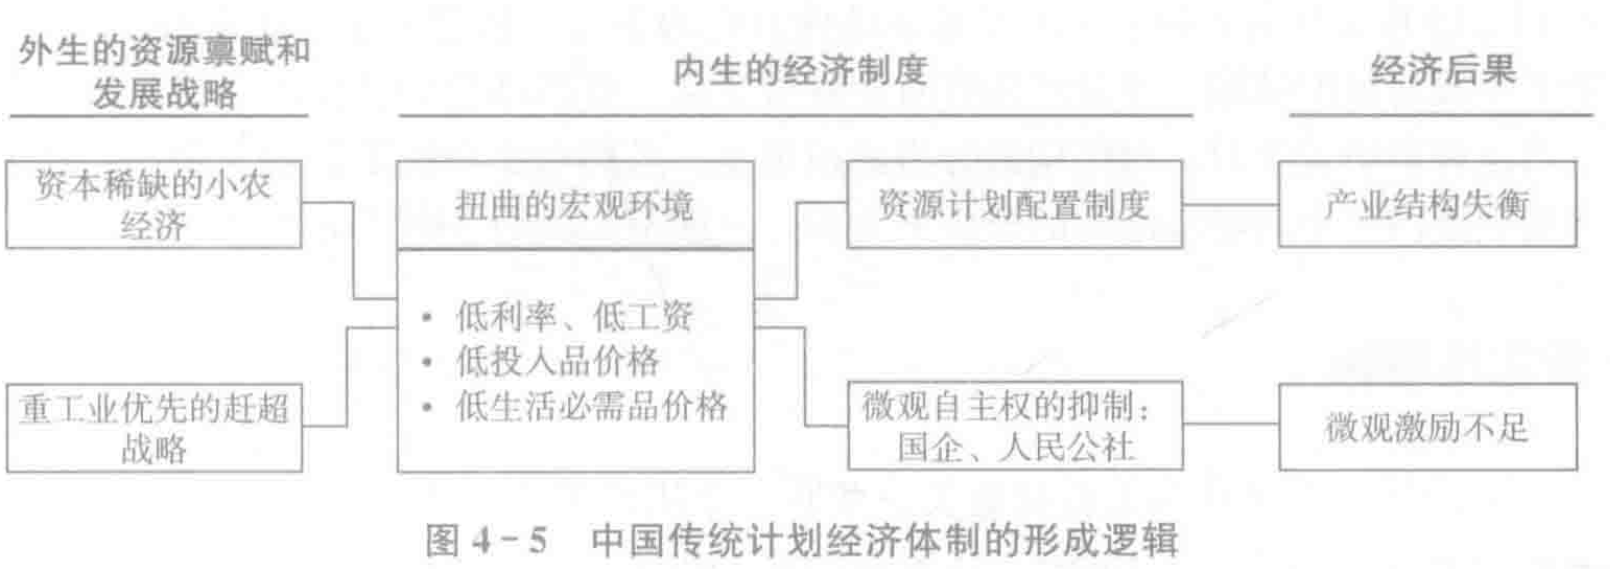 外生的资源禀赋和
发展战略
内生的经济制度
经济后果
资本稀缺的小农
经济
扭曲的宏观环境
资源计划配置制度
产业结构失衡
• 低利率、低工资
• 低投入品价格
• 低生活必需品价格
重工业优先的赶超
战略
微观自主权的抑制：
国企、人民公社
微观激励不足
图 4-5 中国传统计划经济体制的形成逻辑